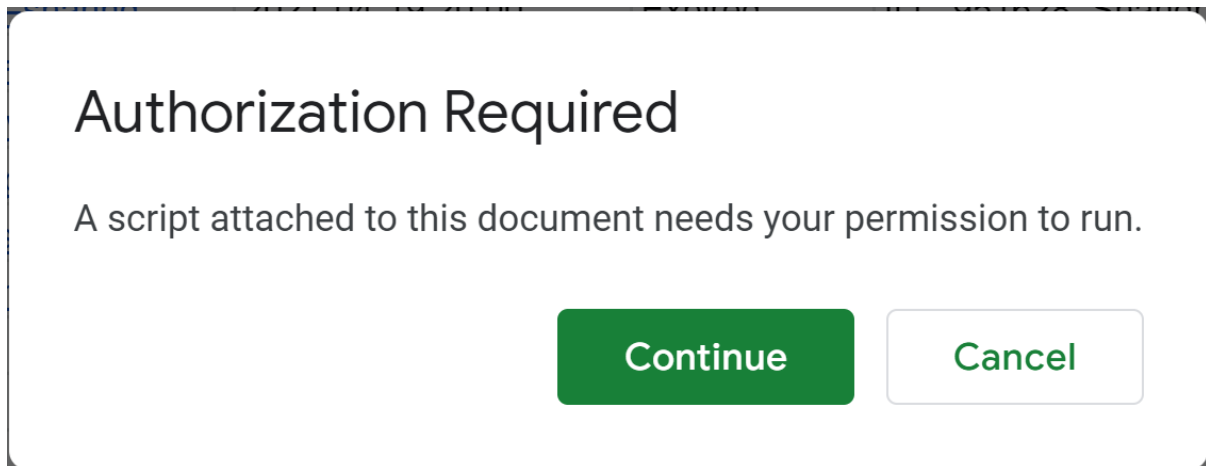 Authorization Required
A script attached to this document needs your permission to run.
Continue Cancel